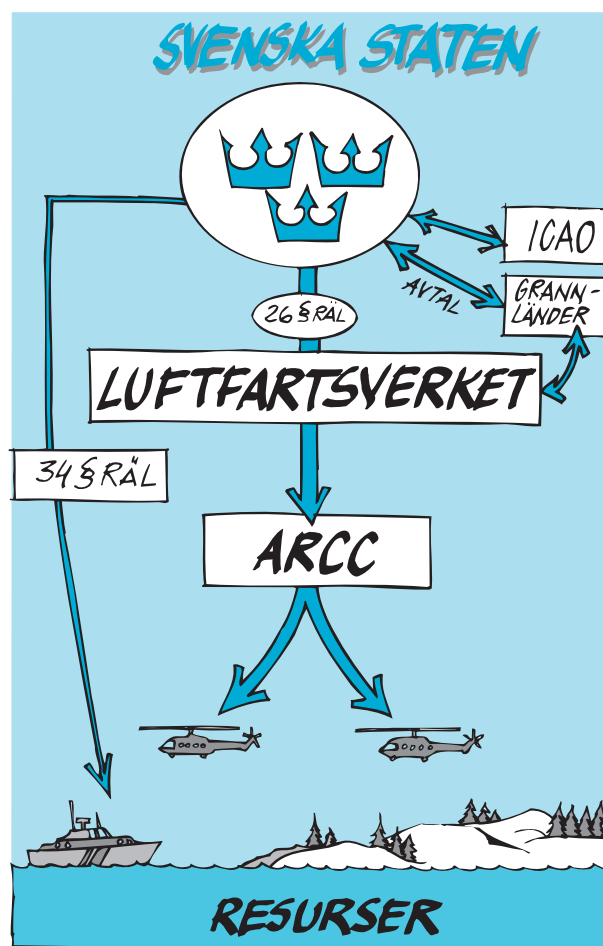 SVENSKA STATEN
ICAO
AVTAL
GRANN-
LÄNDER
26 § RÄL
LUFTFARTSVERKET
34 § RÄL
ARCC
RESURSER